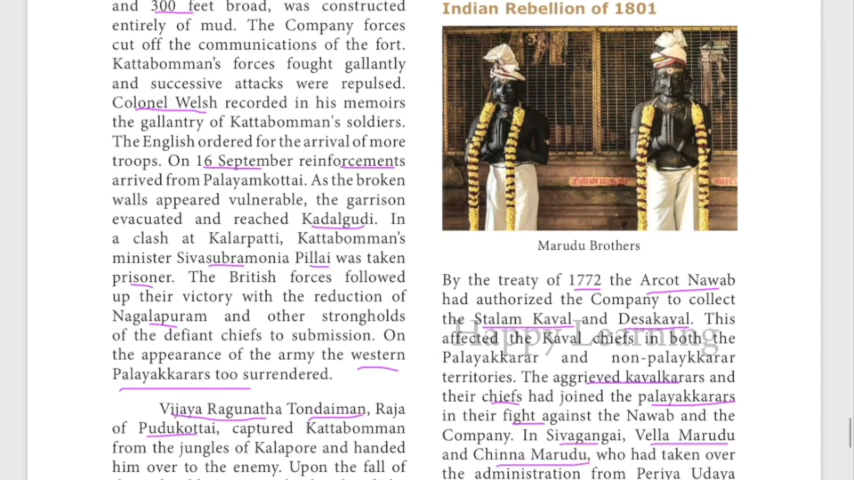 and 300 feet broad, was constructed
entirely of mud. The Company forces
cut off the communications of the fort.
Kattabomman's forces fought gallantly
and successive attacks were repulsed.
Colonel Welsh recorded in his memoirs
the gallantry of Kattabomman's soldiers.
The English ordered for the arrival of more
troops. On 16 September reinforcements
arrived from Palayamkottai. As the broken
walls appeared vulnerable, the garrison
evacuated and reached Kadalgudi. In
a clash at Kalarpatti, Kattabomman's
minister Sivasubramonia Pillai was taken
prisoner. The British forces followed
up their victory with the reduction of
Nagalapuram and other strongholds
of the defiant chiefs to submission. On
the appearance of the army the western
Palayakkarars too surrendered.
Vijaya Ragunatha Tondaiman, Raja
of Pudukottai, captured Kattabomman
from the jungles of Kalapore and handed
him over to the enemy. Upon the fall of
Indian Rebellion of 1801
Marudu Brothers
By the treaty of 1772 the Arcot Nawab
had authorized the Company to collect
the Stalam Kaval and Desakaval. This
affected the Kaval chiefs in both the
Palayakkarar and non-palaykkarar
territories. The aggrieved kavalkarars and
their chiefs had joined the palayakkarars
in their fight against the Nawab and the
Company. In Sivagangai, Vella Marudu
and Chinna Marudu, who had taken over
the administration from Periya Udaya
Happy Learning